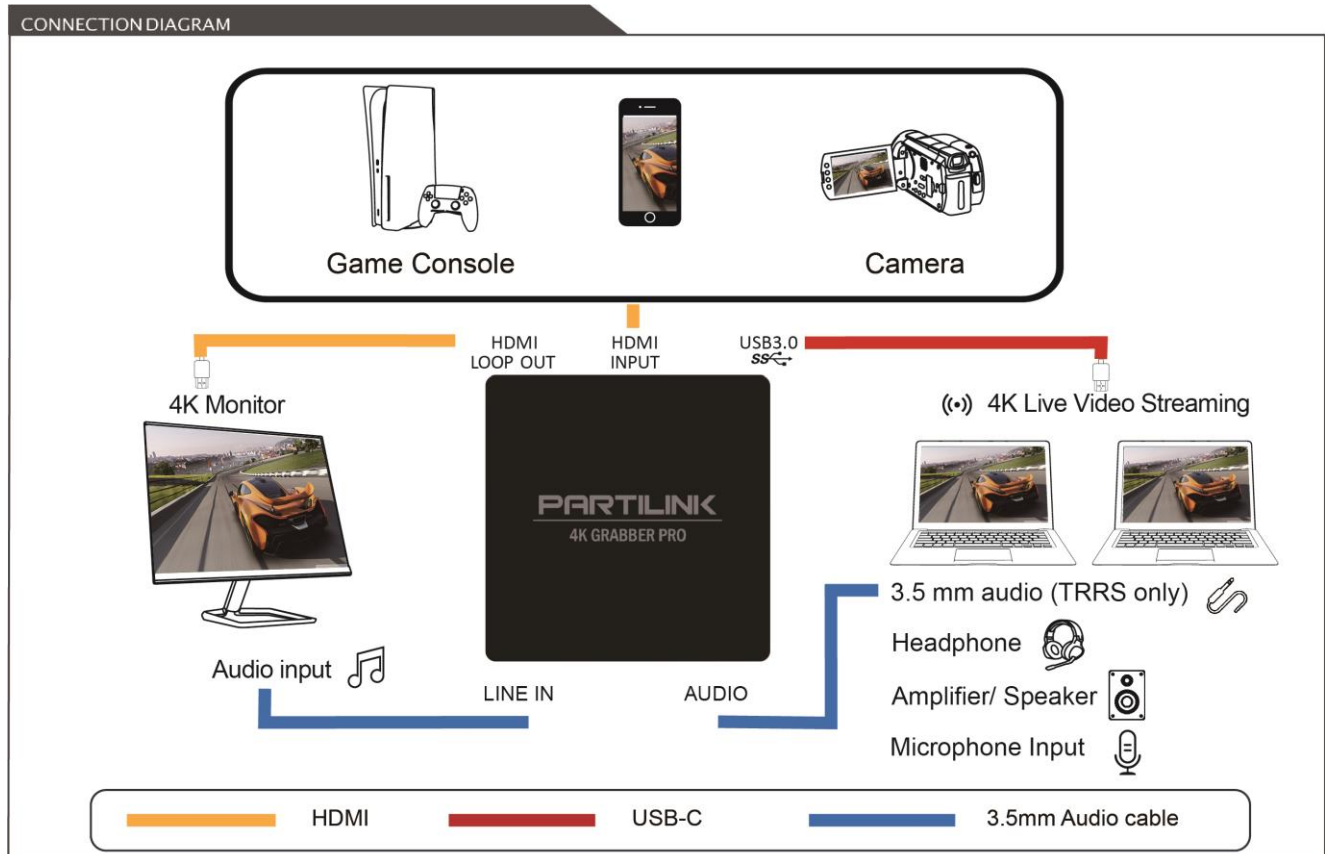 CONNECTION DIAGRAM
Game Console
Camera
HDMI
LOOP OUT
HDMI
INPUT
USB3.0
SS
4K Monitor
4K Live Video Streaming
PARTILINK
4K GRABBER PRO
3.5 mm audio (TRRS only)
Headphone
Audio input
LINE IN
AUDIO
Amplifier/ Speaker
Microphone Input
HDMI
USB-C
3.5mm Audio cable